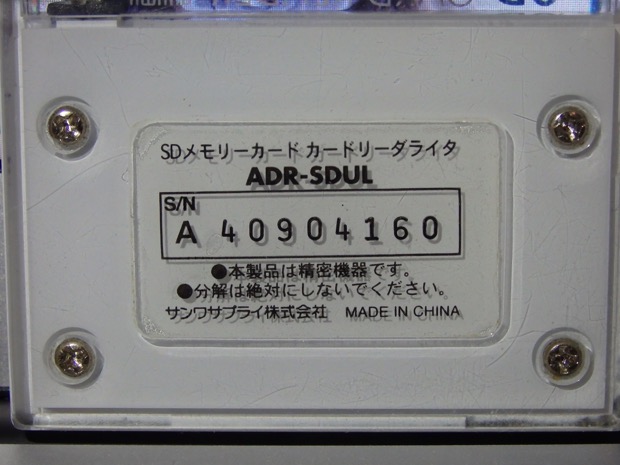 SDメモリーカード カードリーダライタ
ADR-SDUL
S/N
A 40904160
●本製品は精密機器です。
●分解は絶対にしないでください。
サンワサプライ株式会社 MADE IN CHINA